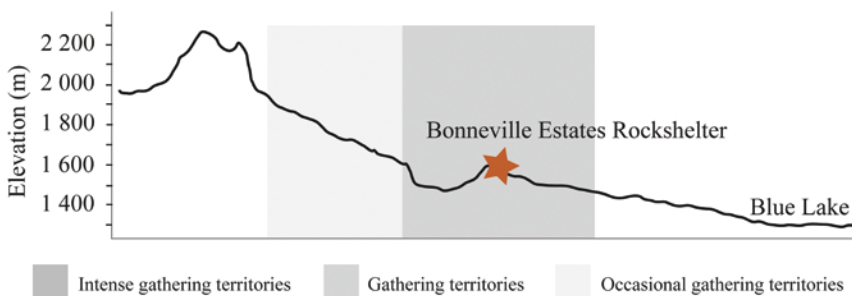 Elevation (m)
2 200
2 000
1 800
1 600
1 400
Bonneville Estates Rockshelter
Blue Lake
Intense gathering territories
Gathering territories
Occasional gathering territories